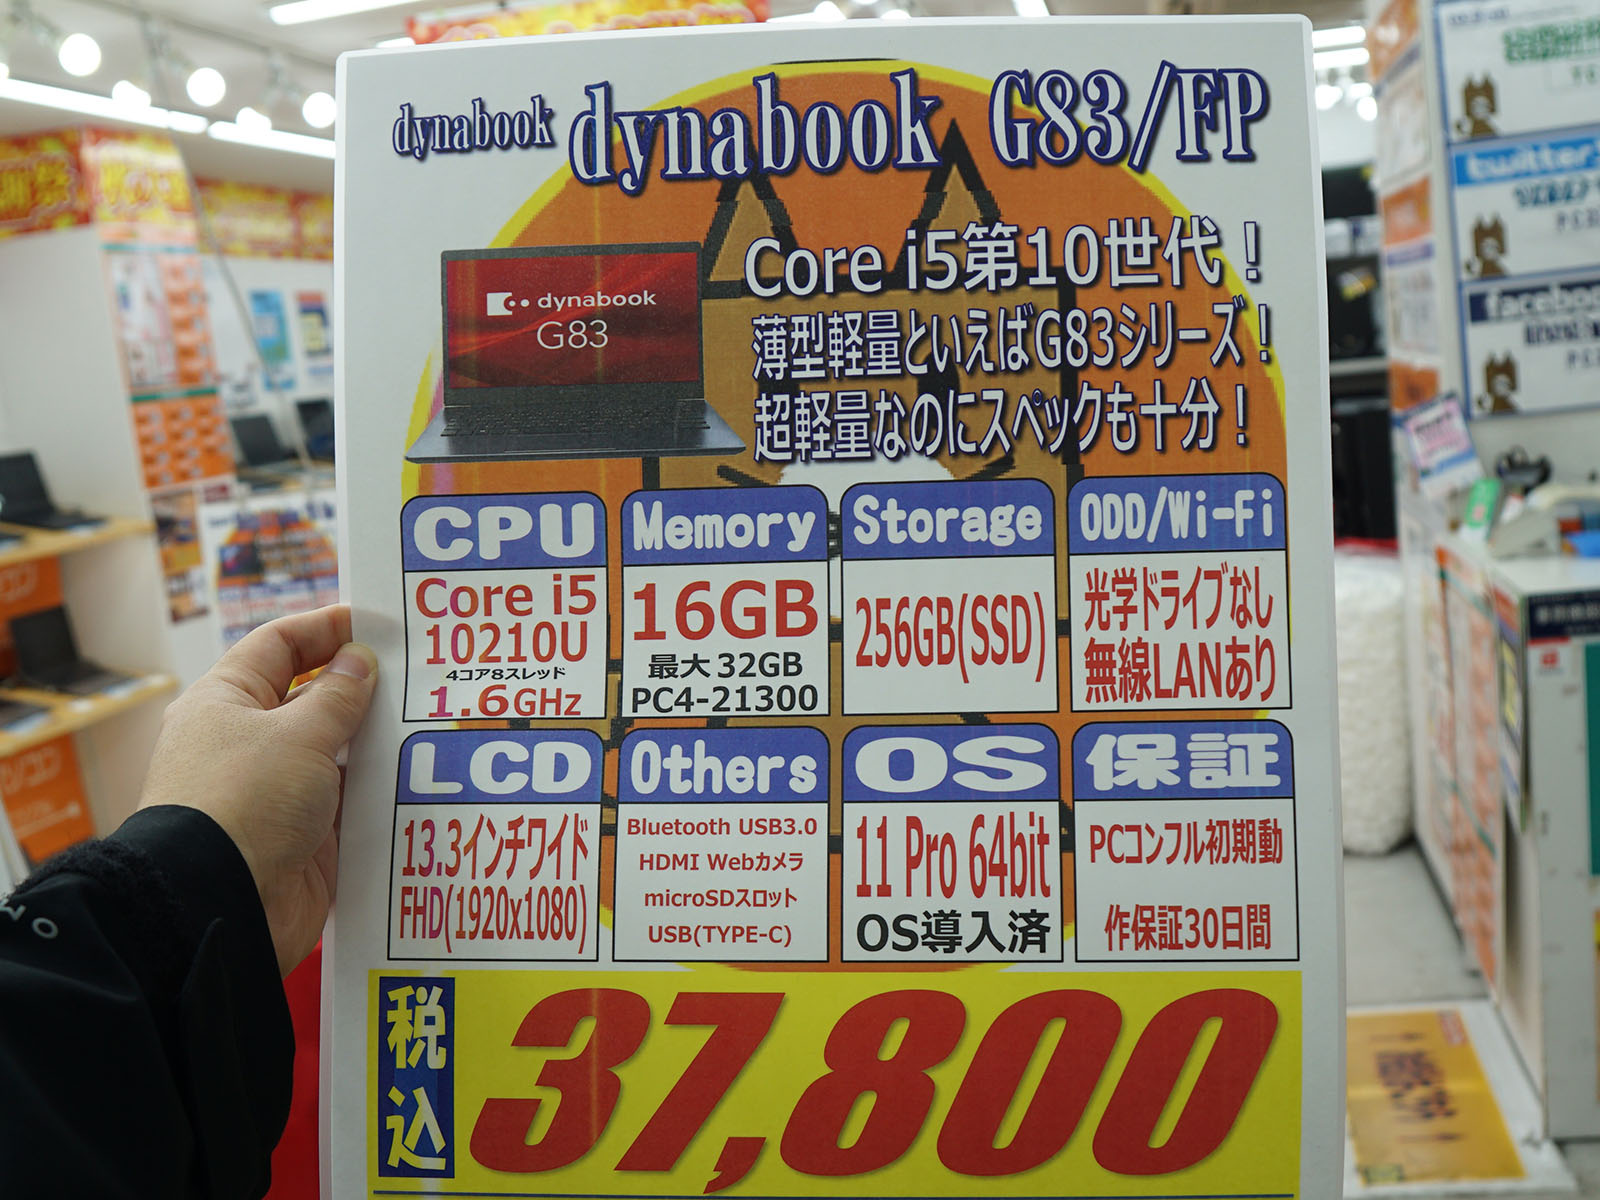 dynabook dynabook G83/FP
dynabook
G83
Core i5第10世代！
薄型軽量といえばG83シリーズ！
超軽量なのにスペックも十分！
CPU
Core i5
10210U
4コア8スレッド
1.6GHz
Memory
16GB
最大 32GB
PC4-21300
Storage
256GB(SSD)
ODD/Wi-Fi
光学ドライブなし
無線LANあり
LCD
13.3インチワイド
FHD(1920x1080)
Others
Bluetooth USB3.0
HDMI Webカメラ
microSDスロット
USB(TYPE-C)
OS
11 Pro 64bit
OS導入済
保証
PCコンフル初期動
作保証30日間
税込
37,800
twitter
facebook